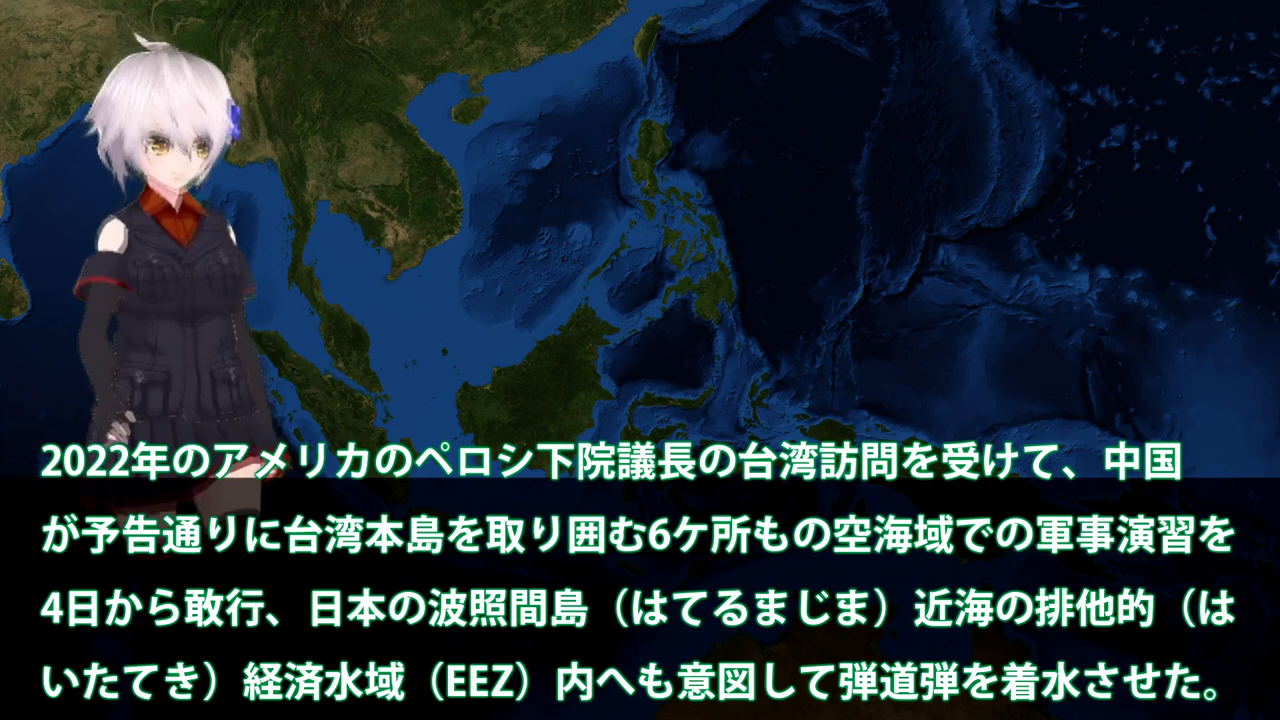 2022年のアメリカのペロシ下院議長の台湾訪問を受けて、中国
が予告通りに台湾本島を取り囲む6ケ所もの空海域での軍事演習を
4日から敢行、日本の波照間島（はてるまじま）近海の排他的（は
いたてき）経済水域（EEZ）内へも意図して弾道弾を着水させた。